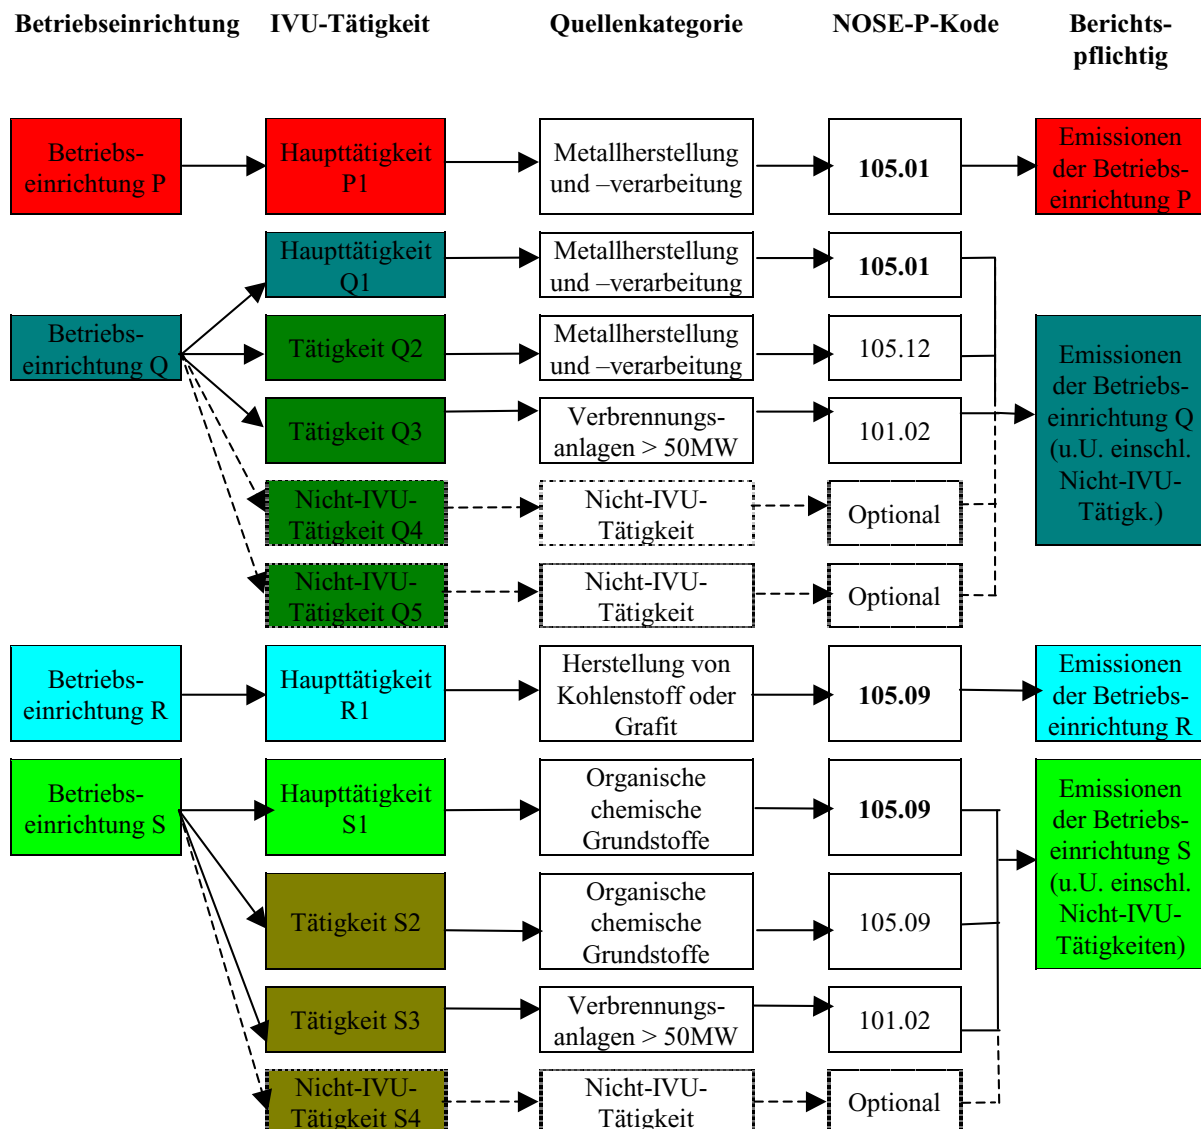 Betriebseinrichtung IVU-Tätigkeit Quellenkategorie NOSE-P-Kode Berichts-
pflichtig
Betriebs-
einrichtung P
Haupttätigkeit
P1
Metallherstellung
und –verarbeitung
105.01
Emissionen
der Betriebs-
einrichtung P
Haupttätigkeit
Q1
Metallherstellung
und –verarbeitung
105.01
Betriebs-
einrichtung Q
Tätigkeit Q2
Metallherstellung
und –verarbeitung
105.12
Emissionen
der Betriebs-
einrichtung Q
(u.U. einschl.
Nicht-IVU-
Tätigk.)
Tätigkeit Q3
Verbrennungs-
anlagen > 50MW
101.02
Nicht-IVU-
Tätigkeit Q4
Nicht-IVU-
Tätigkeit
Optional
Nicht-IVU-
Tätigkeit Q5
Nicht-IVU-
Tätigkeit
Optional
Betriebs-
einrichtung R
Haupttätigkeit
R1
Herstellung von
Kohlenstoff oder
Grafit
105.09
Emissionen
der Betriebs-
einrichtung R
Betriebs-
einrichtung S
Haupttätigkeit
S1
Organische
chemische
Grundstoffe
105.09
Emissionen
der Betriebs-
einrichtung S
(u.U. einschl.
Nicht-IVU-
Tätigkeiten)
Tätigkeit S2
Organische
chemische
Grundstoffe
105.09
Tätigkeit S3
Verbrennungs-
anlagen > 50MW
101.02
Nicht-IVU-
Tätigkeit S4
Nicht-IVU-
Tätigkeit
Optional